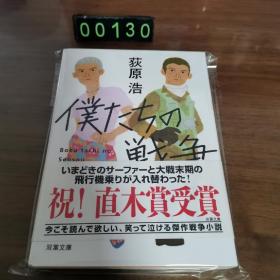 00130
荻原 浩
僕たちの
戦争
Boku tachi no
Sensou
いまどきのサーファーと大戦末期の
飛行機乗りが入れ替わった!
祝!直木賞受賞
今こそ読んで欲しい、笑って泣ける傑作戦争小説
双葉文庫